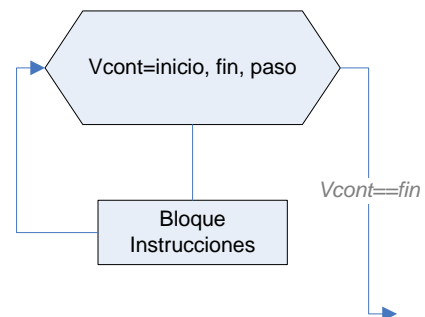 Vcont=inicio, fin, paso
Vcont==fin
Bloque
Instrucciones